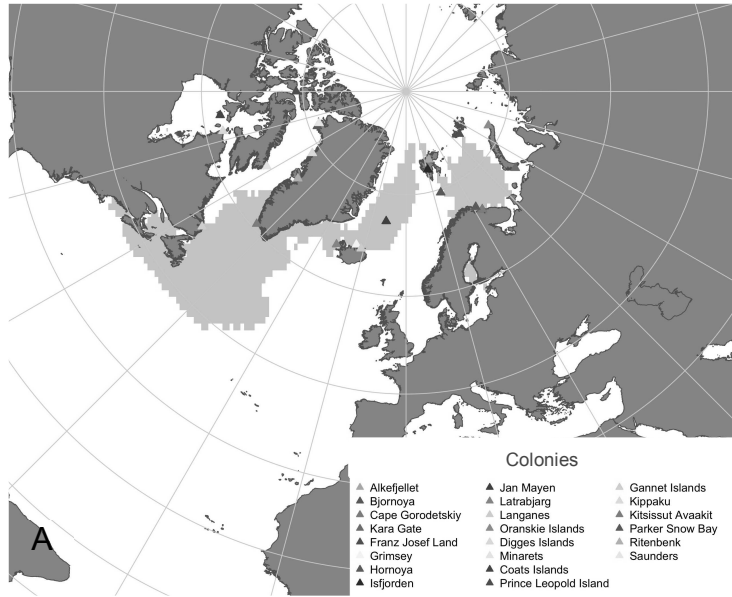 Colonies
Alkefjellet
Bjornoya
Cape Gorodetskiy
Kara Gate
Franz Josef Land
Grimsey
Hornoya
Isfjorden
Jan Mayen
Latrabjarg
Langanes
Oranskie Islands
Digges Islands
Minarets
Coats Islands
Prince Leopold Island
Gannet Islands
Kippaku
Kitsissut Avaakit
Parker Snow Bay
Ritenbenk
Saunders
A